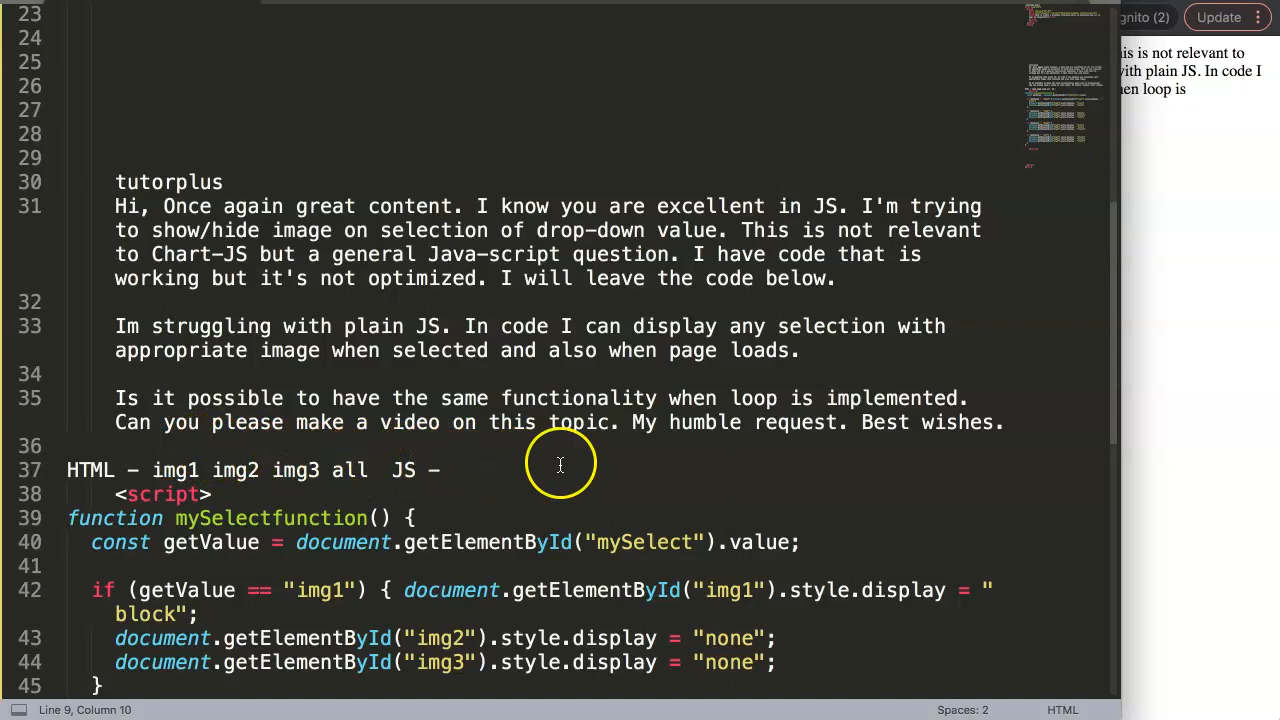 23
24
25
26
27
28
29
30 tutorplus
31 Hi, Once again great content. I know you are excellent in JS. I'm trying
to show/hide image on selection of drop-down value. This is not relevant
to Chart-JS but a general Java-script question. I have code that is
working but it's not optimized. I will leave the code below.
32
33 Im struggling with plain JS. In code I can display any selection with
appropriate image when selected and also when page loads.
34
35 Is it possible to have the same functionality when loop is implemented.
Can you please make a video on this topic. My humble request. Best wishes.
36
37 HTML - img1 img2 img3 all  JS -
38 <script>
39 function mySelectfunction() {
40 const getValue = document.getElementById("mySelect").value;
41
42 if (getValue == "img1") { document.getElementById("img1").style.display = "
block";
43 document.getElementById("img2").style.display = "none";
44 document.getElementById("img3").style.display = "none";
45 }
Line 9, Column 10
Spaces: 2
HTML
gnito (2)
Update
is is not relevant to
with plain JS. In code I
en loop is